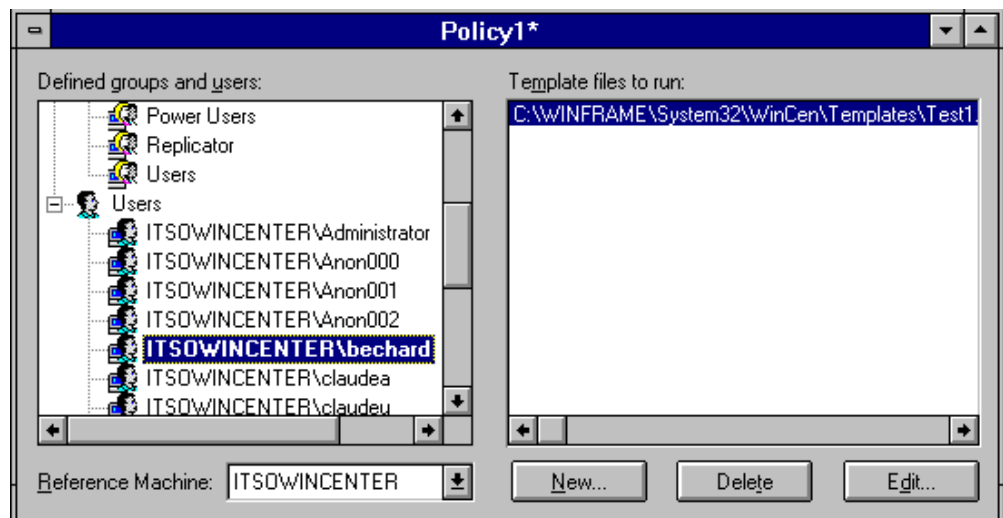 Policy1*
Defined groups and users:
Power Users
Replicator
Users
Users
ITSOWINCENTER\Administrator
ITSOWINCENTER\Anon000
ITSOWINCENTER\Anon001
ITSOWINCENTER\Anon002
ITSOWINCENTER\bechard
ITSOWINCENTER\claudea
ITSOWINCENTER\claudeu
Reference Machine: ITSOWINCENTER
Template files to run:
C:\WINFRAME\System32\WinCen\Templates\Test1.
New... Delete Edit...